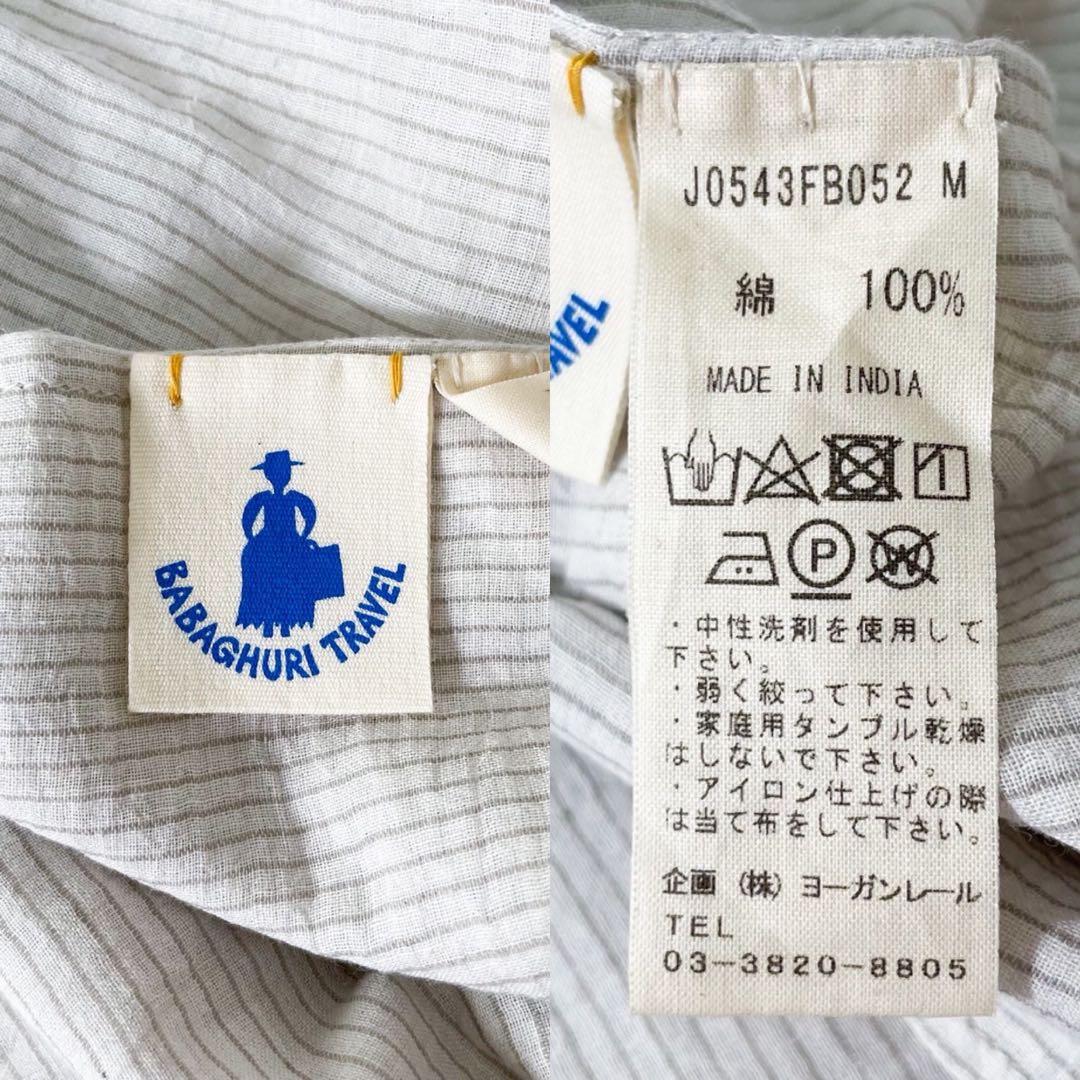 BABAGHURI TRAVEL
AVEL
J0543FB052 M
綿 100%
MADE IN INDIA
P
W
・中性洗剤を使用して
下さい。
・弱く絞って下さい。
・家庭用タンブル乾燥
はしないで下さい。
・アイロン仕上げの際
は当て布をして下さい。
企画 (株) ヨーガンレール
TEL
03-3820-8805